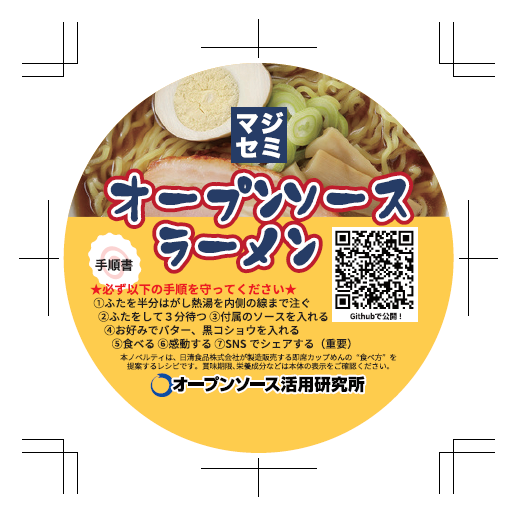 マジ
セミ
オープンソース
ラーメン
手順書
Githubで公開！
★必ず以下の手順を守ってください★
①ふたを半分はがし熱湯を内側の線まで注ぐ
②ふたをして３分待つ ③付属のソースを入れる
④お好みでバター、黒コショウを入れる
⑤食べる ⑥感動する ⑦SNSでシェアする（重要）
本ノベルティは、日清食品株式会社が製造販売する即席カップめんの“食べ方”を
提案するレシピです。賞味期限、栄養成分などは本体の表示をご確認ください。
オープンソース活用研究所